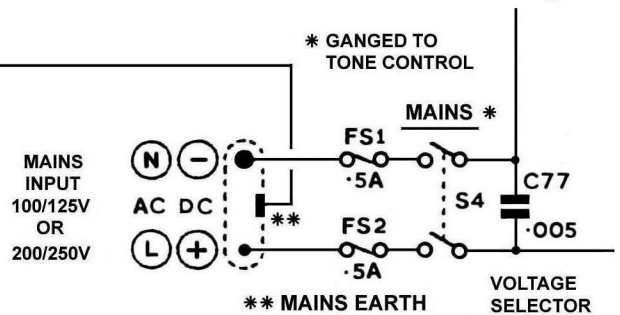 * GANGED TO
TONE CONTROL
MAINS *
FS1
MAINS
INPUT
100/125V
OR
200/250V
N −
AC DC
L +
**
·5A
S4
C77
·005
FS2
·5A
** MAINS EARTH
VOLTAGE
SELECTOR